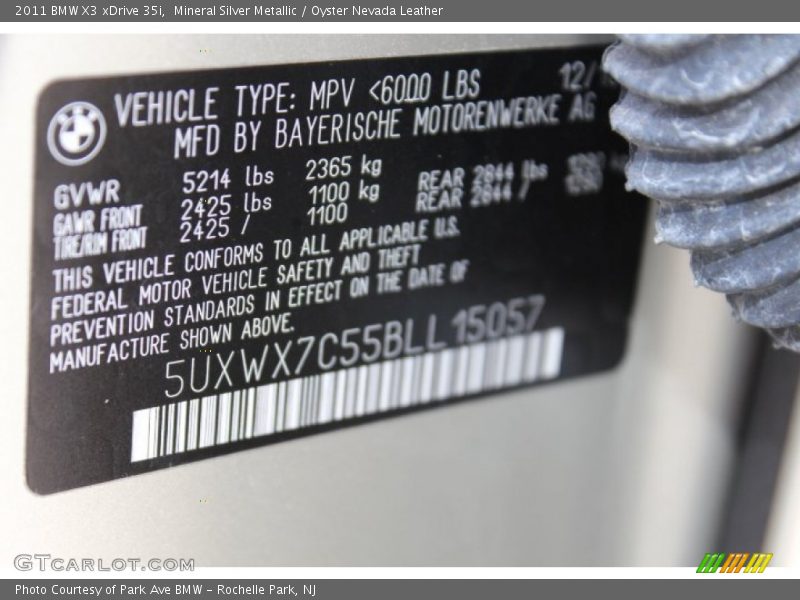 2011 BMW X3 xDrive 35i, Mineral Silver Metallic / Oyster Nevada Leather
VEHICLE TYPE: MPV <6000 LBS 12/
MFD BY BAYERISCHE MOTORENWERKE AG
GVWR 5214 lbs 2365 kg
GAWR FRONT 2425 lbs 1100 kg REAR 2844 lbs
TIRE/RIM FRONT 2425 / 1100 REAR 2844 /
THIS VEHICLE CONFORMS TO ALL APPLICABLE U.S.
FEDERAL MOTOR VEHICLE SAFETY AND THEFT
PREVENTION STANDARDS IN EFFECT ON THE DATE OF
MANUFACTURE SHOWN ABOVE.
5UXWX7C55BLL15057
GTCARLOT.COM
Photo Courtesy of Park Ave BMW - Rochelle Park, NJ